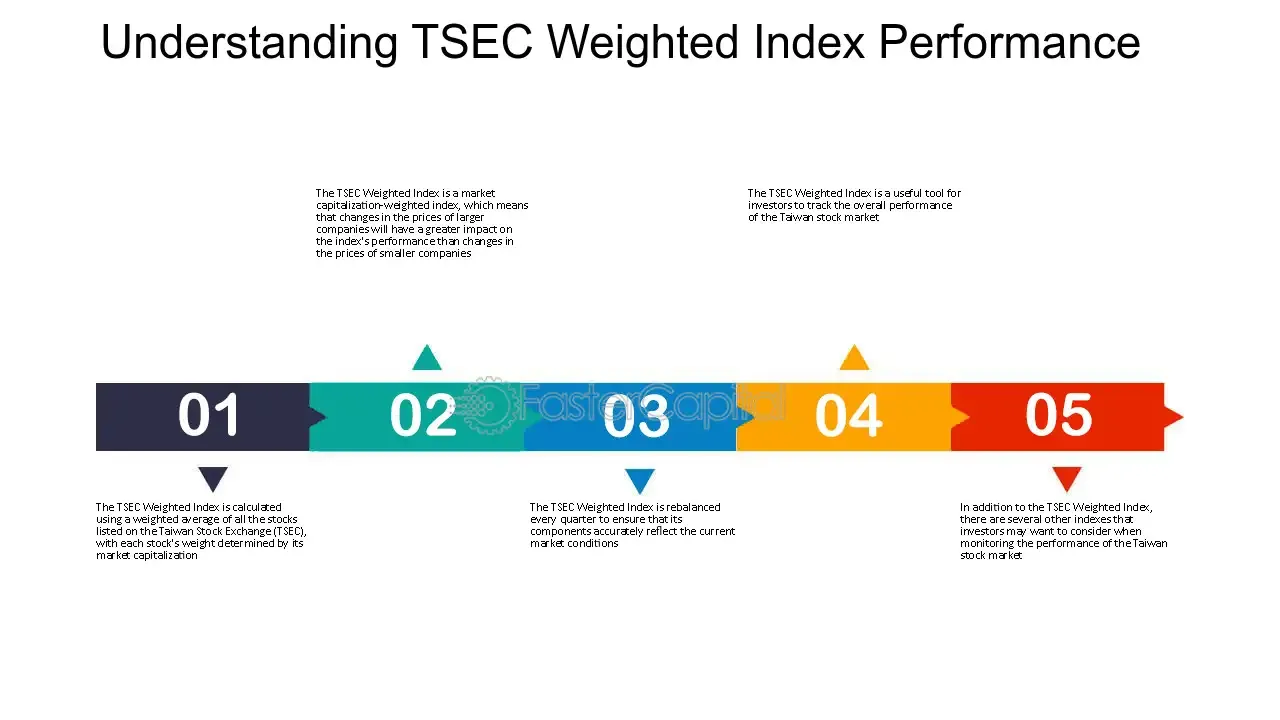 Understanding TSEC Weighted Index Performance
The TSEC Weighted Index is a market
capitalization-weighted index, which means
that changes in the prices of larger
companies will have a greater impact on
the index's performance than changes in
the prices of smaller companies
The TSEC Weighted Index is a useful tool for
investors to track the overall performance
of the Taiwan stock market
01
02
03
04
05
FasterCapital
The TSEC Weighted Index is calculated
using a weighted average of all the stocks
listed on the Taiwan Stock Exchange (TSEC),
with each stock's weight determined by its
market capitalization
The TSEC Weighted Index is rebalanced
every quarter to ensure that its
components accurately reflect the current
market conditions
In addition to the TSEC Weighted Index,
there are several other indexes that
investors may want to consider when
monitoring the performance of the Taiwan
stock market